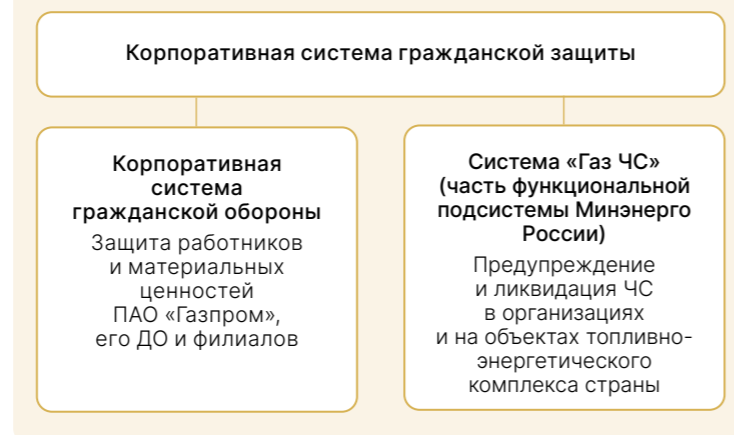 Корпоративная система гражданской защиты
Корпоративная
система
гражданской обороны
Защита работников
и материальных
ценностей
ПАО «Газпром»,
его ДО и филиалов
Система «Газ ЧС»
(часть функциональной
подсистемы Минэнерго
России)
Предупреждение
и ликвидация ЧС
в организациях
и на объектах топливно-
энергетического
комплекса страны